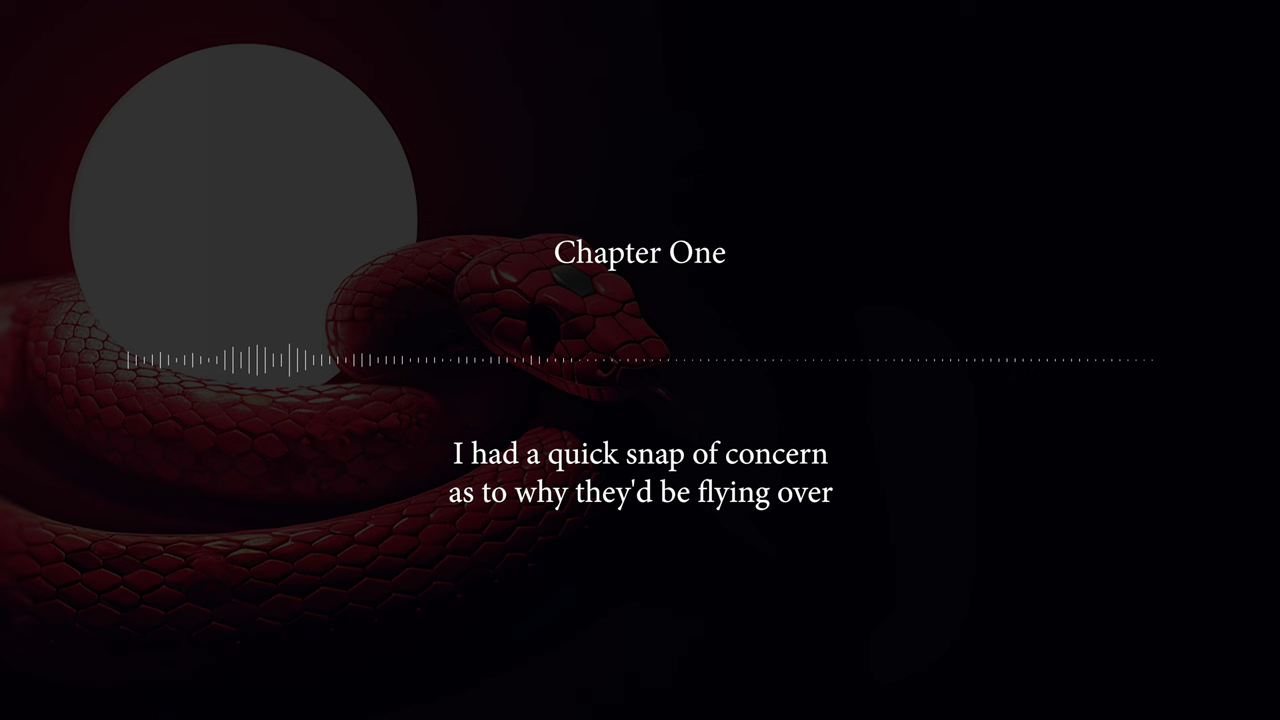 Chapter One
I had a quick snap of concern
as to why they'd be flying over